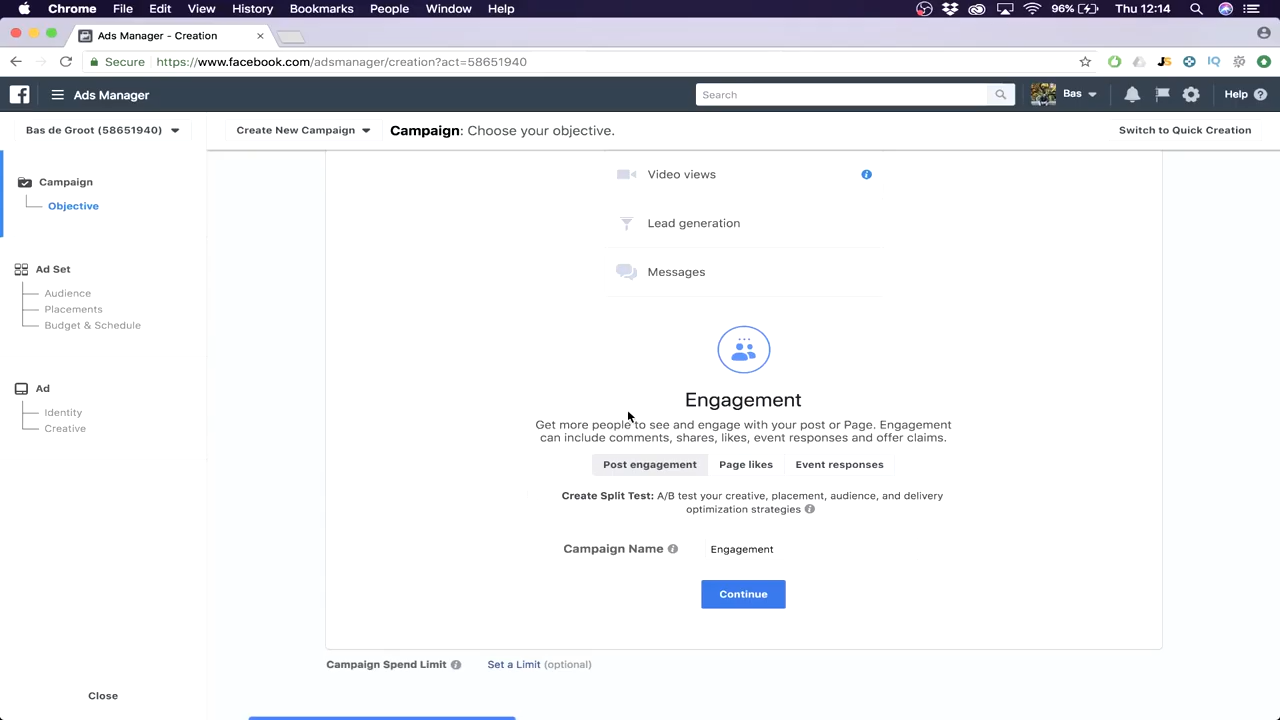 Chrome File Edit View History Bookmarks People Window Help 96% Thu 12:14
Ads Manager - Creation
Secure https://www.facebook.com/adsmanager/creation?act=58651940
Ads Manager
Search
Bas
Help
Bas de Groot (58651940)
Create New Campaign
Campaign: Choose your objective.
Switch to Quick Creation
Campaign
Objective
Ad Set
Audience
Placements
Budget & Schedule
Ad
Identity
Creative
Close
Video views
Lead generation
Messages
Engagement
Get more people to see and engage with your post or Page. Engagement
can include comments, shares, likes, event responses and offer claims.
Post engagement Page likes Event responses
Create Split Test: A/B test your creative, placement, audience, and delivery
optimization strategies
Campaign Name Engagement
Continue
Campaign Spend Limit Set a Limit (optional)